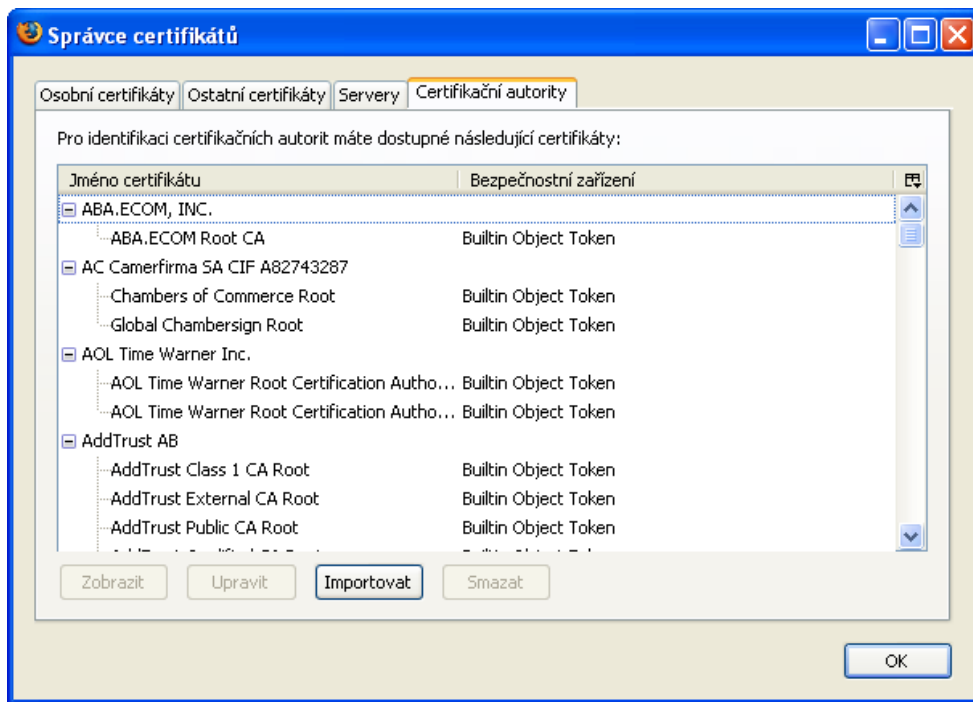 Správce certifikátů
Osobní certifikáty Ostatní certifikáty Servery Certifikační autority
Pro identifikaci certifikačních autorit máte dostupné následující certifikáty:
Jméno certifikátu Bezpečnostní zařízení
ABA.ECOM, INC.
ABA.ECOM Root CA Builtin Object Token
AC Camerfirma SA CIF A82743287
Chambers of Commerce Root Builtin Object Token
Global Chambersign Root Builtin Object Token
AOL Time Warner Inc.
AOL Time Warner Root Certification Autho... Builtin Object Token
AOL Time Warner Root Certification Autho... Builtin Object Token
AddTrust AB
AddTrust Class 1 CA Root Builtin Object Token
AddTrust External CA Root Builtin Object Token
AddTrust Public CA Root Builtin Object Token
Zobrazit Upravit Importovat Smazat
OK